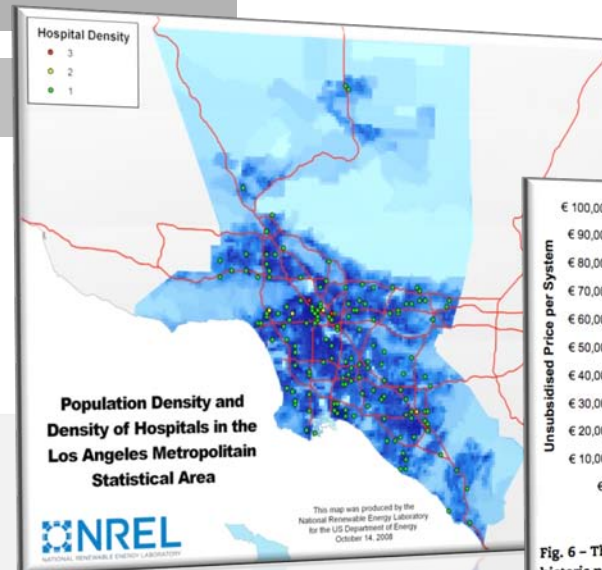 Hospital Density
3
2
1
Population Density and
Density of Hospitals in the
Los Angeles Metropolitain
Statistical Area
NREL
NATIONAL RENEWABLE ENERGY LABORATORY
This map was produced by the
National Renewable Energy Laboratory
for the US Department of Energy
October 14, 2008
Unsubsidised Price per System
€ 100,00
€ 90,00
€ 80,00
€ 70,00
€ 60,00
€ 50,00
€ 40,00
€ 30,00
€ 20,00
€ 10,00
€
Fig. 6 – Th